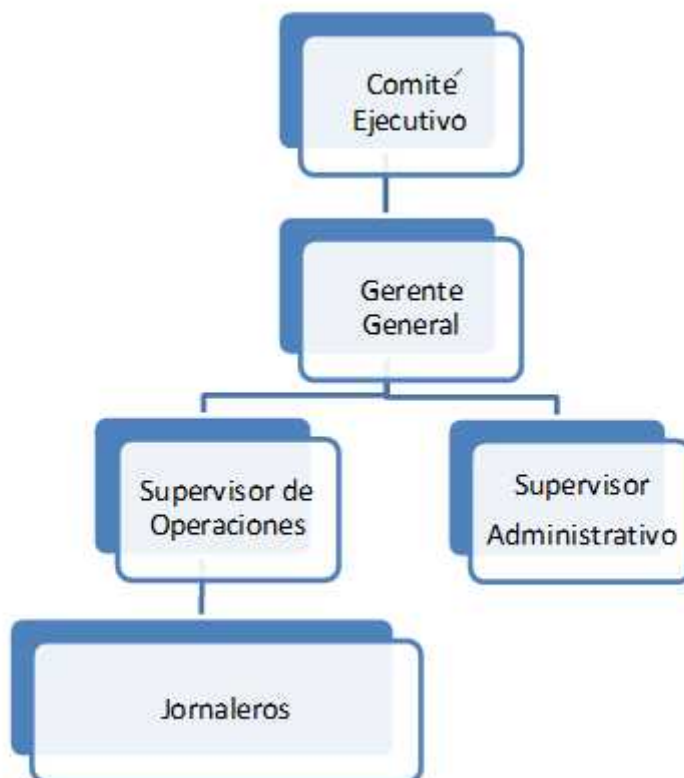 Comité
Ejecutivo
Gerente
General
Supervisor de
Operaciones
Supervisor
Administrativo
Jornaleros